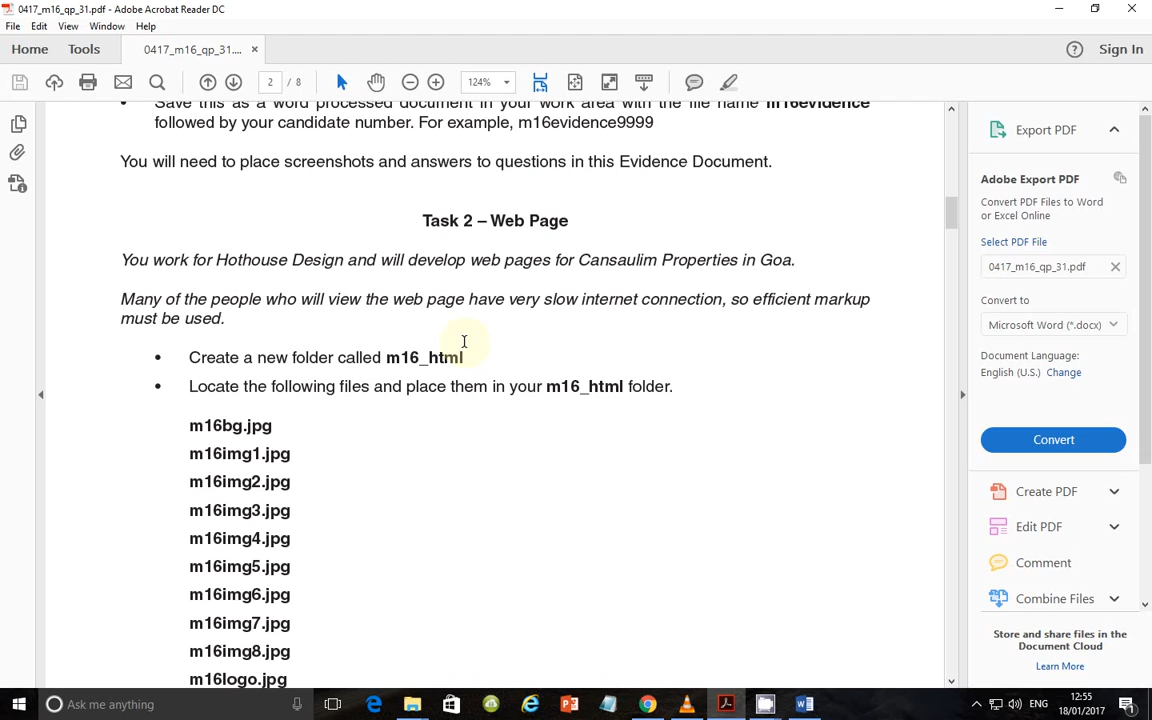 0417_m16_qp_31.pdf - Adobe Acrobat Reader DC
File Edit View Window Help
Home Tools 0417_m16_qp_31.... × Sign In
2 / 8 124%
• Save this as a word processed document in your work area with the file name m16evidence
followed by your candidate number. For example, m16evidence9999
You will need to place screenshots and answers to questions in this Evidence Document.
Task 2 – Web Page
You work for Hothouse Design and will develop web pages for Cansaulim Properties in Goa.
Many of the people who will view the web page have very slow internet connection, so efficient markup
must be used.
• Create a new folder called m16_html
• Locate the following files and place them in your m16_html folder.
m16bg.jpg
m16img1.jpg
m16img2.jpg
m16img3.jpg
m16img4.jpg
m16img5.jpg
m16img6.jpg
m16img7.jpg
m16img8.jpg
m16logo.jpg
Export PDF
Adobe Export PDF
Convert PDF Files to Word
or Excel Online
Select PDF File
0417_m16_qp_31.pdf
Convert to
Microsoft Word (*.docx)
Document Language:
English (U.S.) Change
Convert
Create PDF
Edit PDF
Comment
Combine Files
Store and share files in the
Document Cloud
Learn More
Ask me anything
ENG
12:55
18/01/2017
1